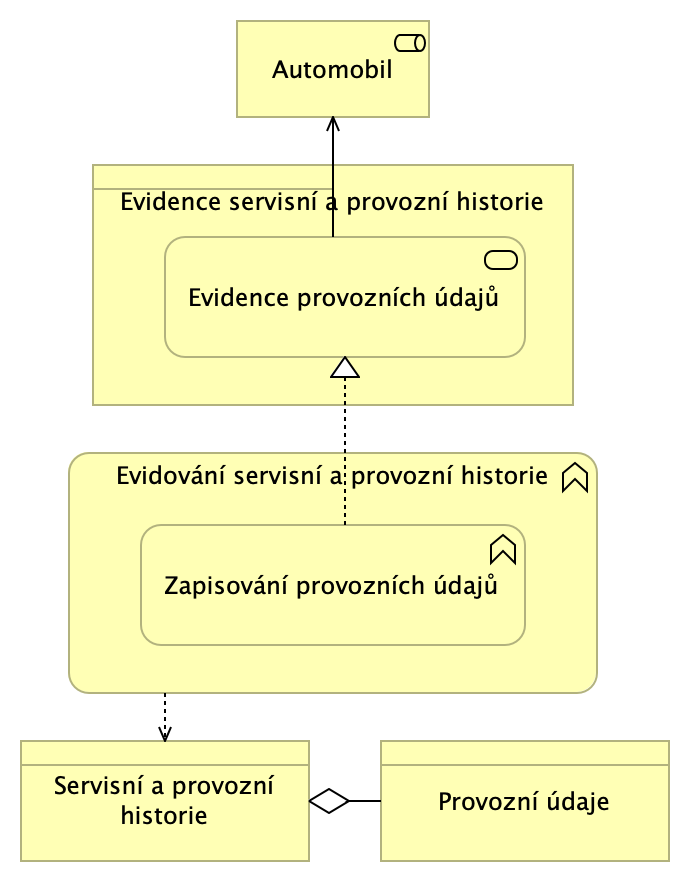 Automobil
Evidence servisní a provozní historie
Evidence provozních údajů
Evidování servisní a provozní historie
Zapisování provozních údajů
Servisní a provozní
historie
Provozní údaje